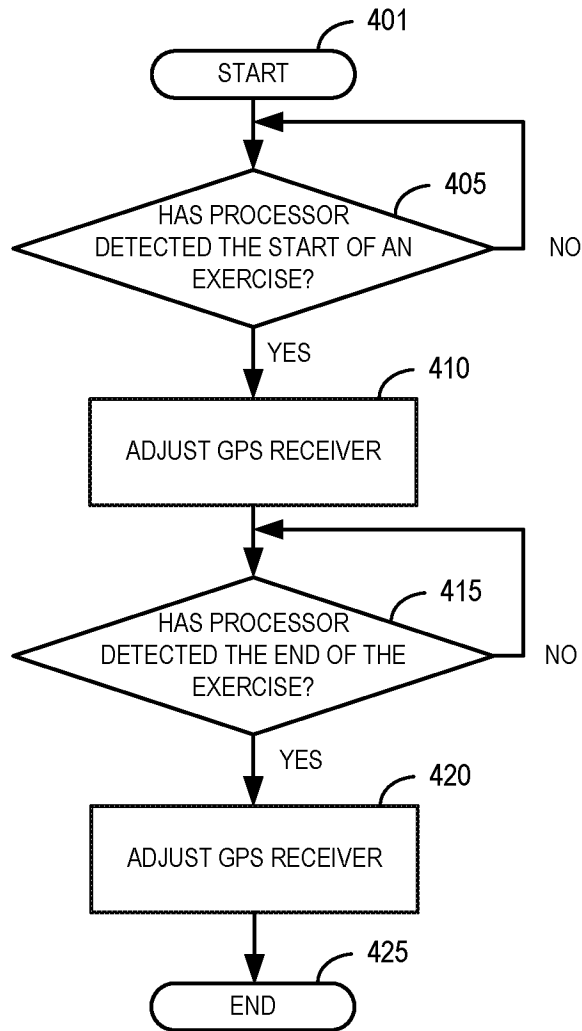 401
START
405
HAS PROCESSOR
DETECTED THE START OF AN
EXERCISE?
NO
YES
410
ADJUST GPS RECEIVER
415
HAS PROCESSOR
DETECTED THE END OF THE
EXERCISE?
NO
YES
420
ADJUST GPS RECEIVER
425
END